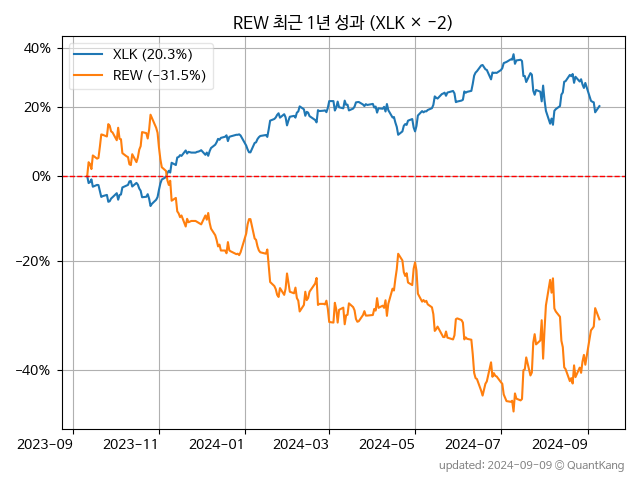 REW 최근 1년 성과 (XLK × −2)
XLK (20.3%)
REW (−31.5%)
40%
20%
0%
−20%
−40%
2023-09 2023-11 2024-01 2024-03 2024-05 2024-07 2024-09
updated: 2024-09-09 © QuantKang